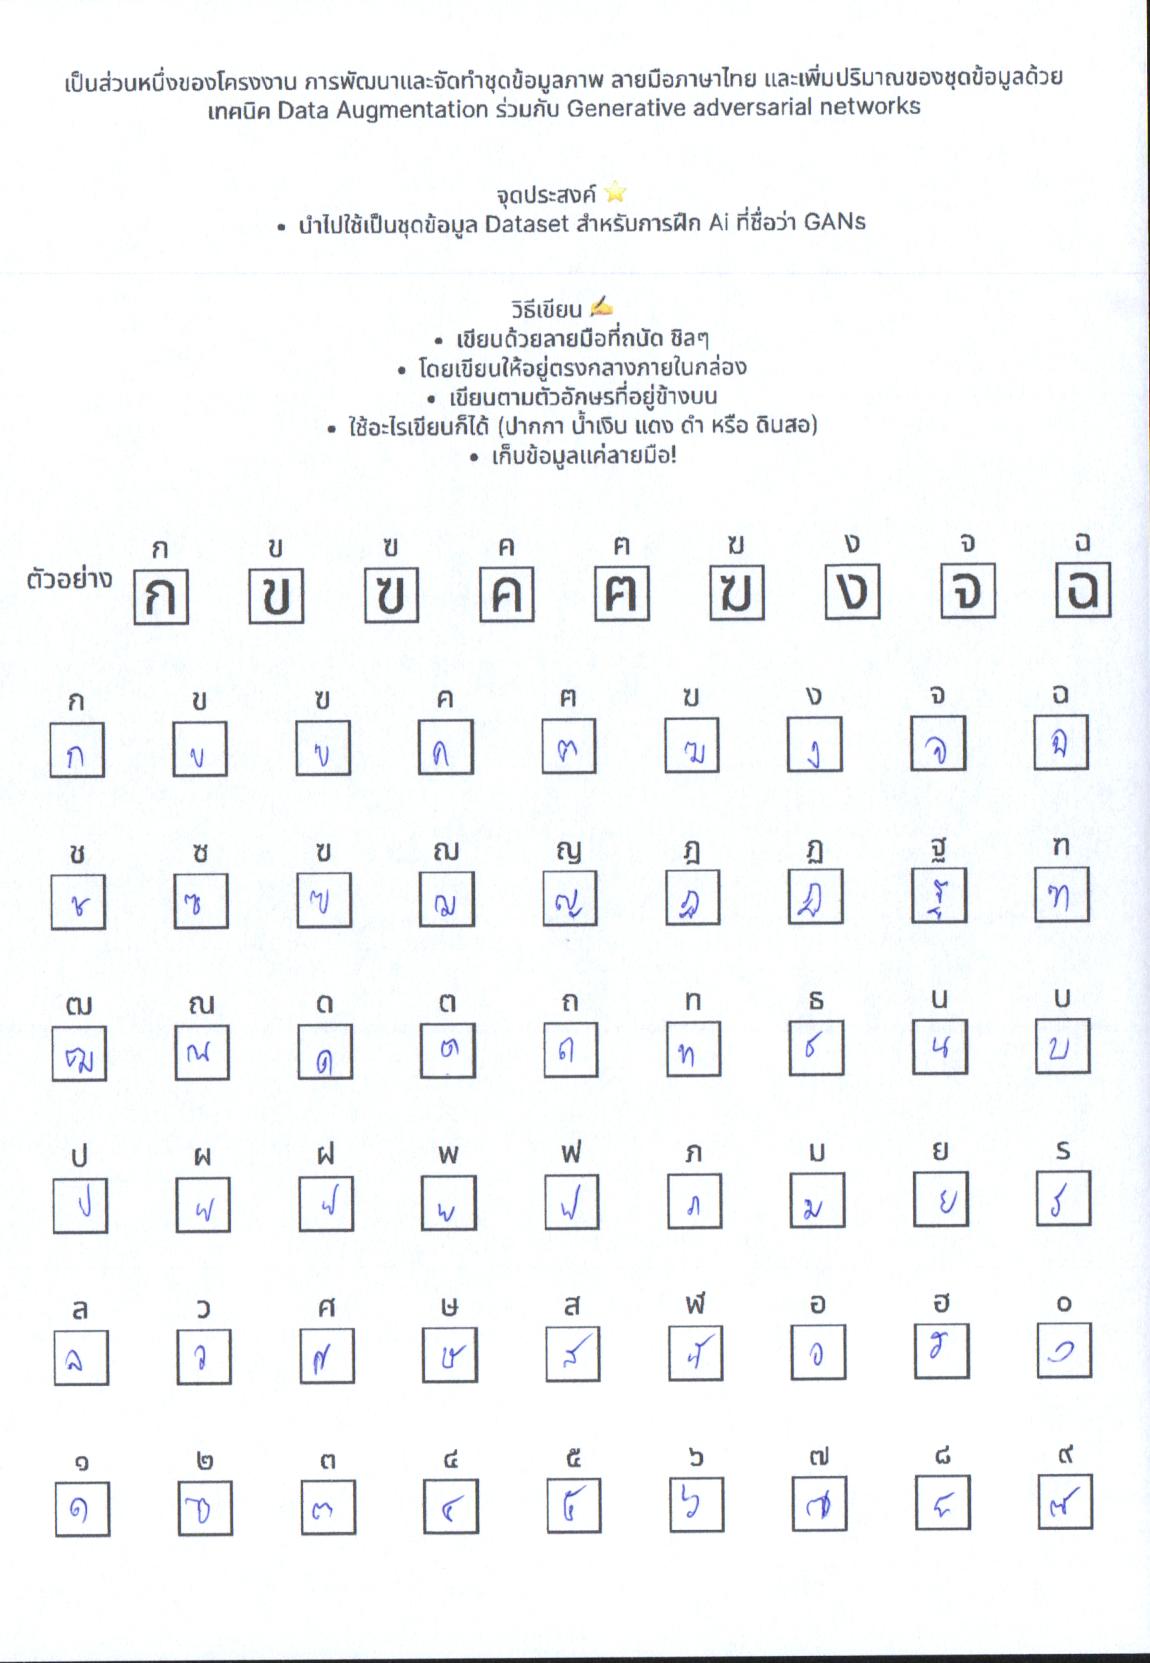 เป็นส่วนหนึ่งของโครงงาน การพัฒนาและจัดทำชุดข้อมูลภาพ ลายมือภาษาไทย และเพิ่มปริมาณของชุดข้อมูลด้วย
เทคนิค Data Augmentation ร่วมกับ Generative adversarial networks
จุดประสงค์ ⭐
• นำไปใช้เป็นชุดข้อมูล Dataset สำหรับการฝึก Ai ที่ชื่อว่า GANs
วิธีเขียน ✍
• เขียนด้วยลายมือที่ถนัด ชิลๆ
• โดยเขียนให้อยู่ตรงกลางภายในกล่อง
• เขียนตามตัวอักษรที่อยู่ข้างบน
• ใช้อะไรเขียนก็ได้ (ปากกา น้ำเงิน แดง ดำ หรือ ดินสอ)
• เก็บข้อมูลแค่ลายมือ!
ก ข ฃ ค ฅ ฆ ง จ ฉ
ตัวอย่าง ก ข ฃ ค ฅ ฆ ง จ ฉ
ก ข ฃ ค ฅ ฆ ง จ ฉ
ก ข ฃ ค ฅ ฆ ง จ ฉ
ช ซ ฃ ฌ ญ ฎ ฏ ฐ ฑ
ช ซ ฃ ฌ ญ ฎ ฏ ฐ ฑ
ฒ ณ ด ต ถ ท ธ น บ
ฒ ณ ด ต ถ ท ธ น บ
ป ผ ฝ พ ฟ ภ ม ย ร
ป ผ ฝ พ ฟ ภ ม ย ร
ล ว ศ ษ ส ฬ อ ฮ ๐
ล ว ศ ษ ส ฬ อ ฮ ๐
๑ ๒ ๓ ๔ ๕ ๖ ๗ ๘ ๙
๑ ๒ ๓ ๔ ๕ ๖ ๗ ๘ ๙